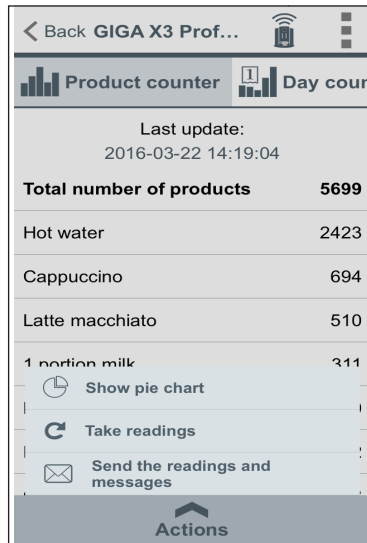 Back GIGA X3 Prof...
Product counter 1 Day cour
Last update:
2016-03-22 14:19:04
Total number of products 5699
Hot water 2423
Cappuccino 694
Latte macchiato 510
1 portion milk 311
Show pie chart
Take readings
Send the readings and
messages
Actions